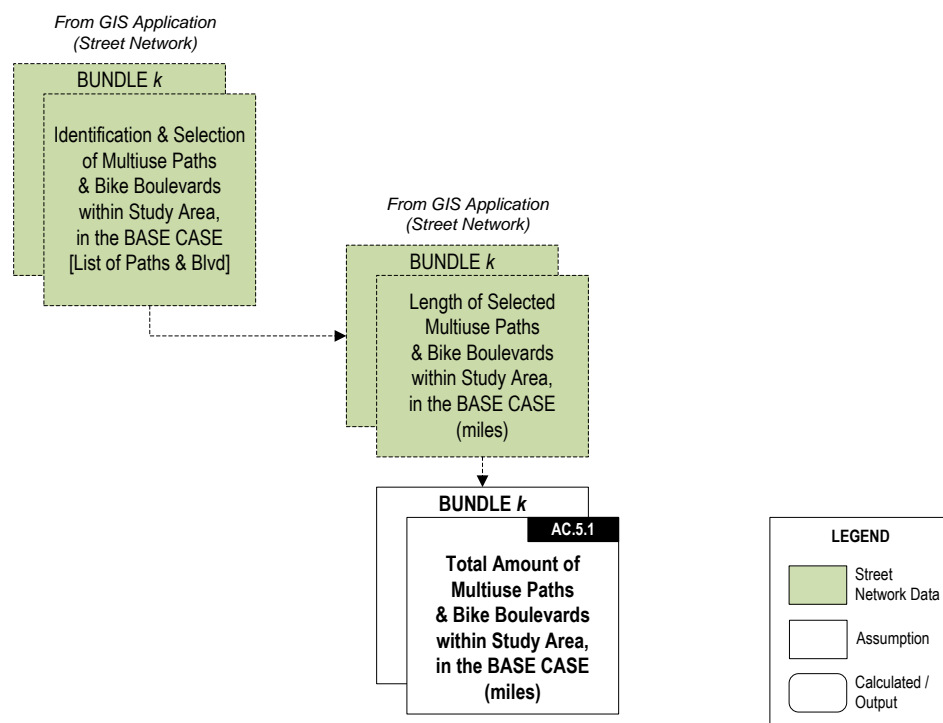 From GIS Application
(Street Network)
BUNDLE k
Identification & Selection
of Multiuse Paths
& Bike Boulevards
within Study Area,
in the BASE CASE
[List of Paths & Blvd]
From GIS Application
(Street Network)
BUNDLE k
Length of Selected
Multiuse Paths
& Bike Boulevards
within Study Area,
in the BASE CASE
(miles)
BUNDLE k
AC.5.1
Total Amount of
Multiuse Paths
& Bike Boulevards
within Study Area,
in the BASE CASE
(miles)
LEGEND
Street
Network Data
Assumption
Calculated /
Output